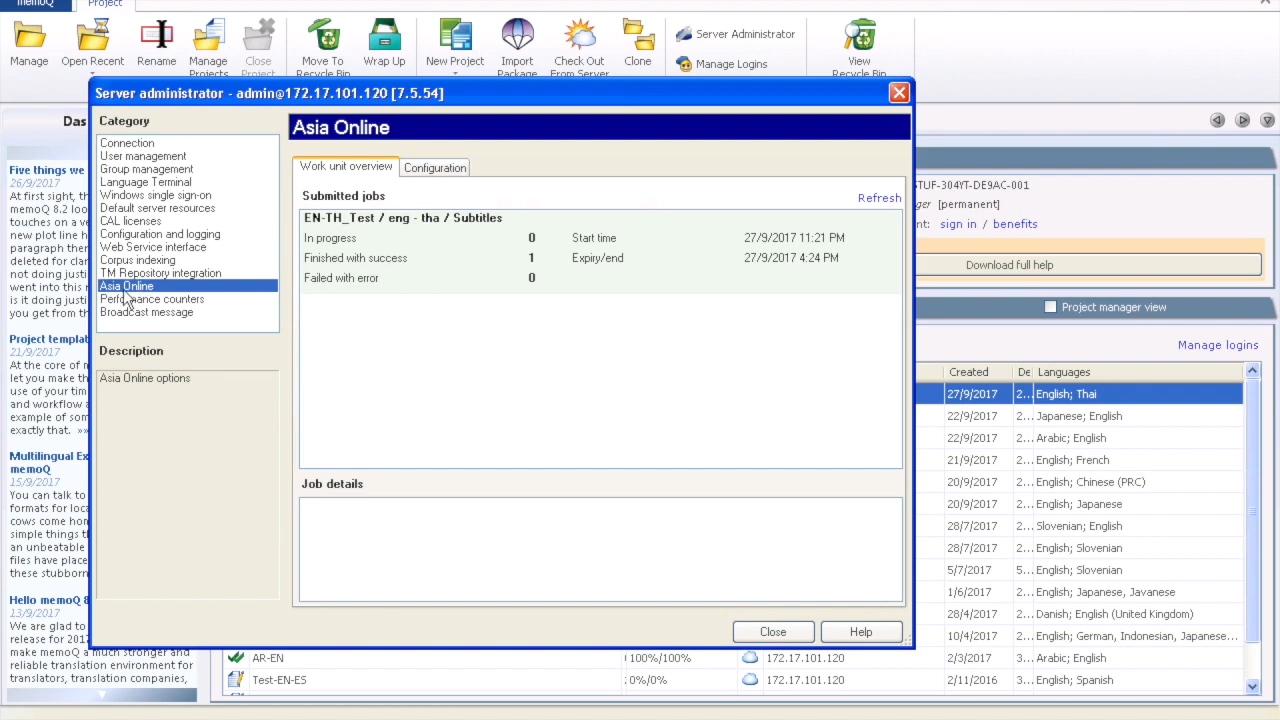 memoQ
Project
Manage
Open Recent
Rename
Manage
Projects
Close
Project
Move To
Recycle Bin
Wrap Up
New Project
Import
Package
Check Out
From Server
Clone
Server Administrator
Manage Logins
View
Recycle Bin
Server administrator - admin@172.17.101.120 [7.5.54]
Das
Category
Connection
User management
Group management
Language Terminal
Windows single sign-on
Default server resources
CAL licenses
Configuration and logging
Web Service interface
Corpus indexing
TM Repository integration
Asia Online
Performance counters
Broadcast message
Description
Asia Online options
Asia Online
Work unit overview
Configuration
Submitted jobs
Refresh
EN-TH_Test / eng - tha / Subtitles
In progress 0 Start time 27/9/2017 11:21 PM
Finished with success 1 Expiry/end 27/9/2017 4:24 PM
Failed with error 0
Job details
Close
Help
Five things we
26/9/2017
At first sight, th
memoQ 8.2 loo
touches on a ve
new plot line h
paragraph then
deleted for clar
not doing justi
went into this r
is it doing justi
you get from th
Project templat
21/9/2017
At the core of m
let you make th
use of your tim
and workflow a
example of som
exactly that. »»
Multilingual Ex
memoQ
15/9/2017
You can talk to
formats for loca
cows come hom
simple things th
an unbeatable
files have place
these stubborn
Hello memoQ 8
13/9/2017
We are glad to
release for 2017
make memoQ a much stronger and
reliable translation environment for
translators, translation companies,
TUF-304YT-DE9AC-001
ger [permanent]
nt: sign in / benefits
Download full help
Project manager view
Manage logins
Created De Languages
27/9/2017 2... English; Thai
22/9/2017 2... Japanese; English
22/9/2017 2... Arabic; English
21/9/2017 2... English; French
20/9/2017 2... English; Chinese (PRC)
20/9/2017 2... English; Japanese
28/7/2017 2... Slovenian; English
28/7/2017 2... English; Slovenian
5/7/2017 5... English; Slovenian
1/6/2017 2... English; Japanese, Javanese
28/4/2017 2... Danish; English (United Kingdom)
10/4/2017 2... English; German, Indonesian, Japanese...
AR-EN 100%/100% 172.17.101.120 2/3/2017 3... Arabic; English
Test-EN-ES 0%/0% 172.17.101.120 2/11/2016 3... English; Spanish